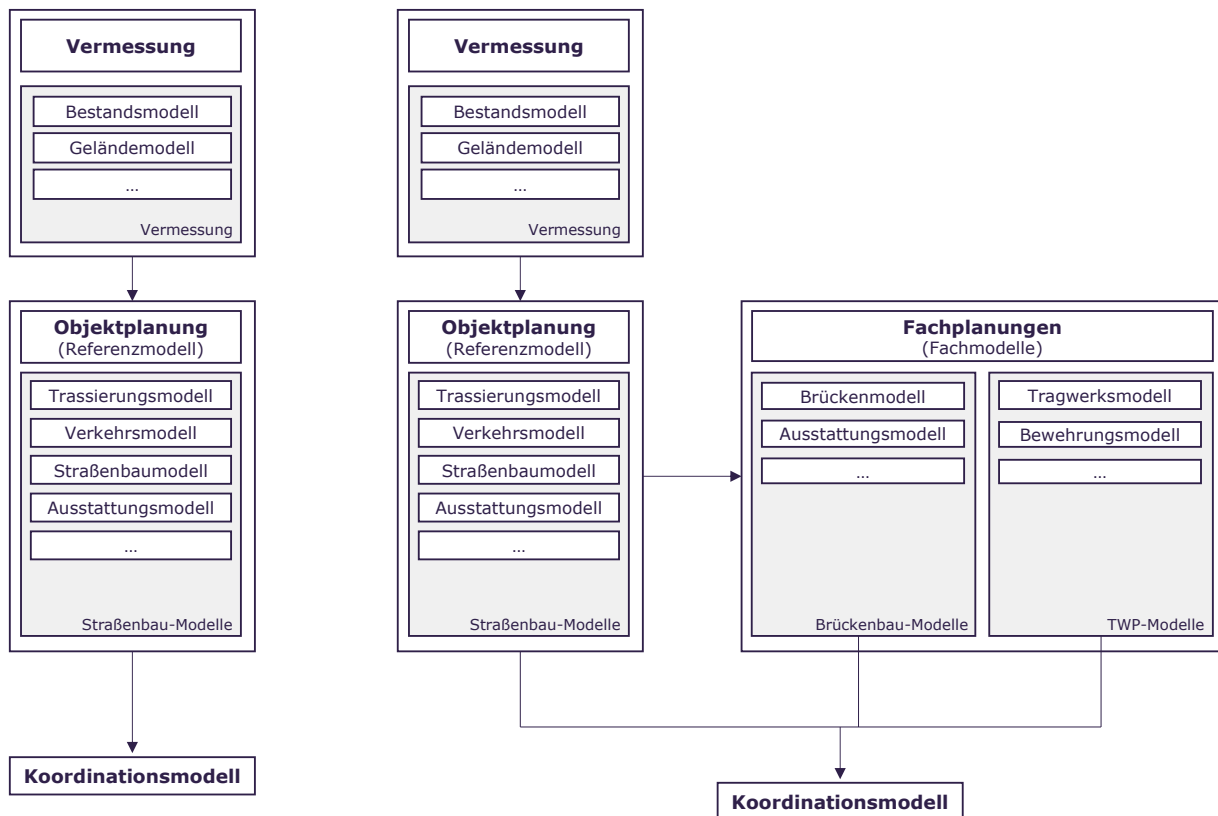 Vermessung
Bestandsmodell
Geländemodell
...
Vermessung
Objektplanung
(Referenzmodell)
Trassierungsmodell
Verkehrsmodell
Straßenbaumodell
Ausstattungsmodell
...
Straßenbau-Modelle
Koordinationsmodell
Vermessung
Bestandsmodell
Geländemodell
...
Vermessung
Objektplanung
(Referenzmodell)
Trassierungsmodell
Verkehrsmodell
Straßenbaumodell
Ausstattungsmodell
...
Straßenbau-Modelle
Fachplanungen
(Fachmodelle)
Brückenmodell
Ausstattungsmodell
...
Brückenbau-Modelle
Tragwerksmodell
Bewehrungsmodell
...
TWP-Modelle
Koordinationsmodell